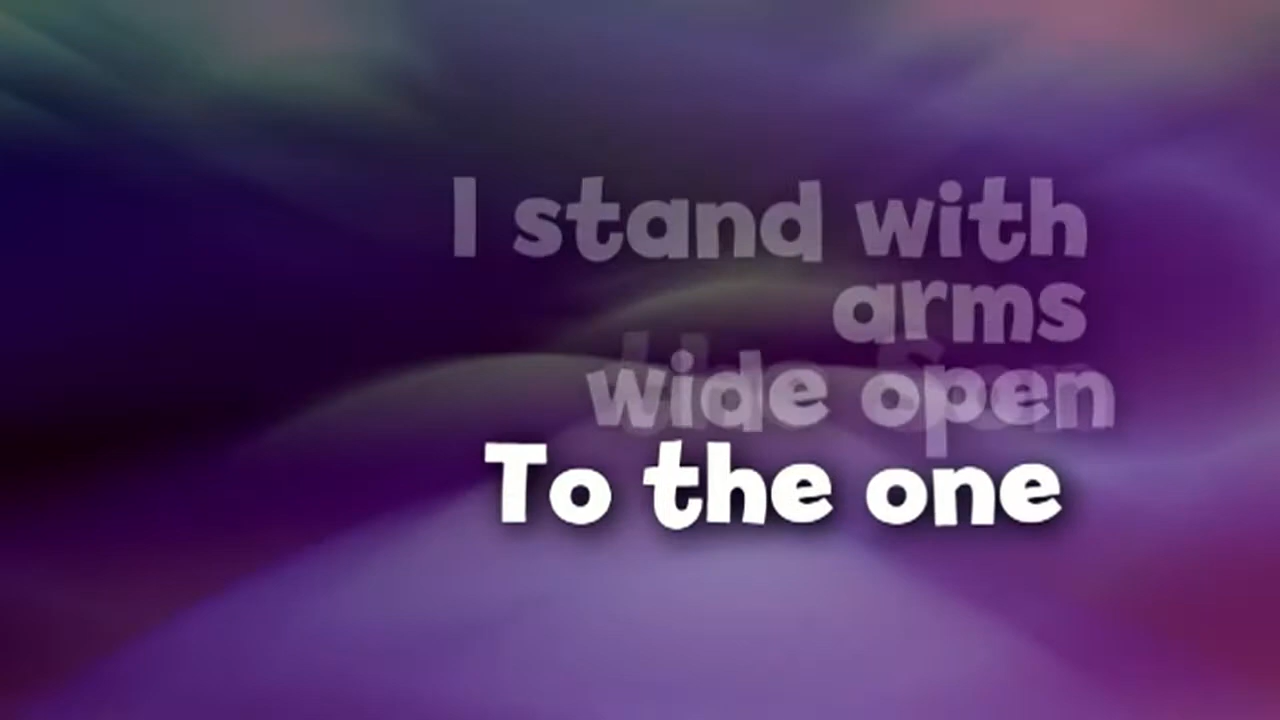 I stand with
arms
wide open
To the one